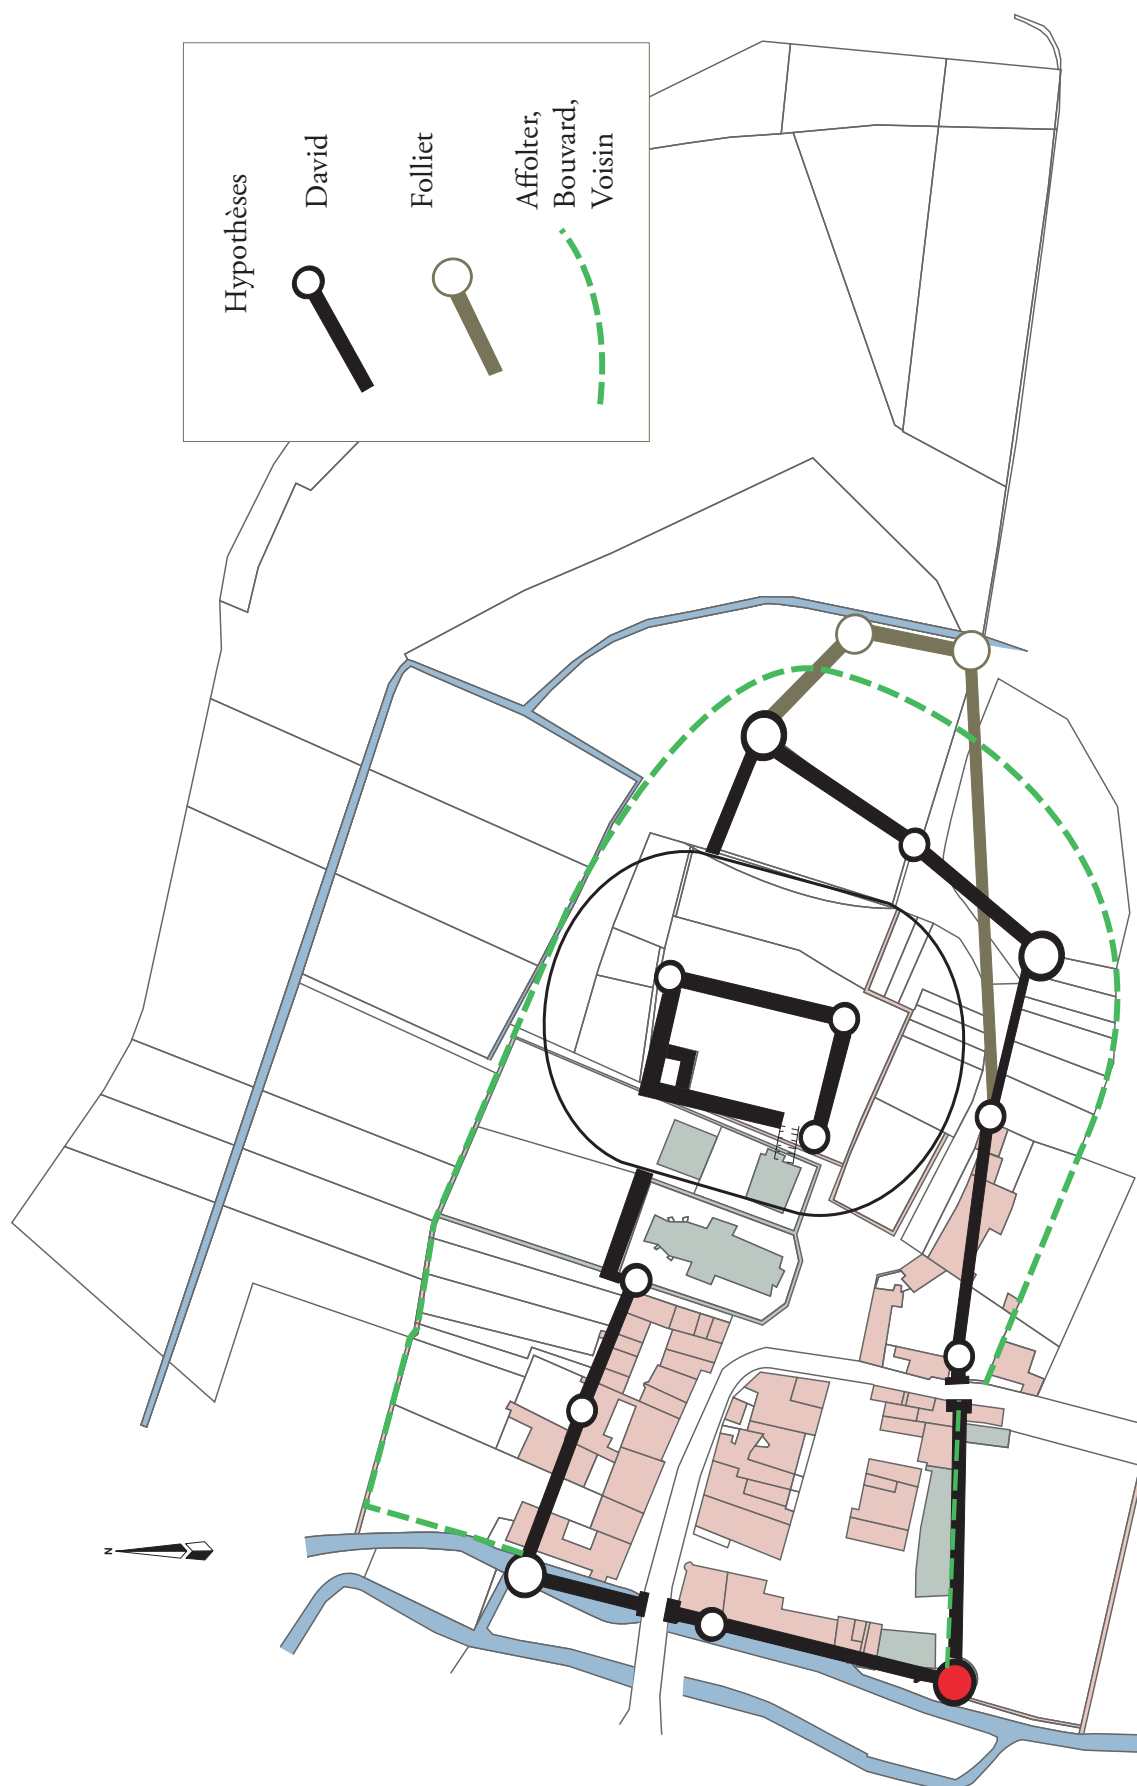 Hypothèses
David
Folliet
Affolter,
Bouvard,
Voisin
N